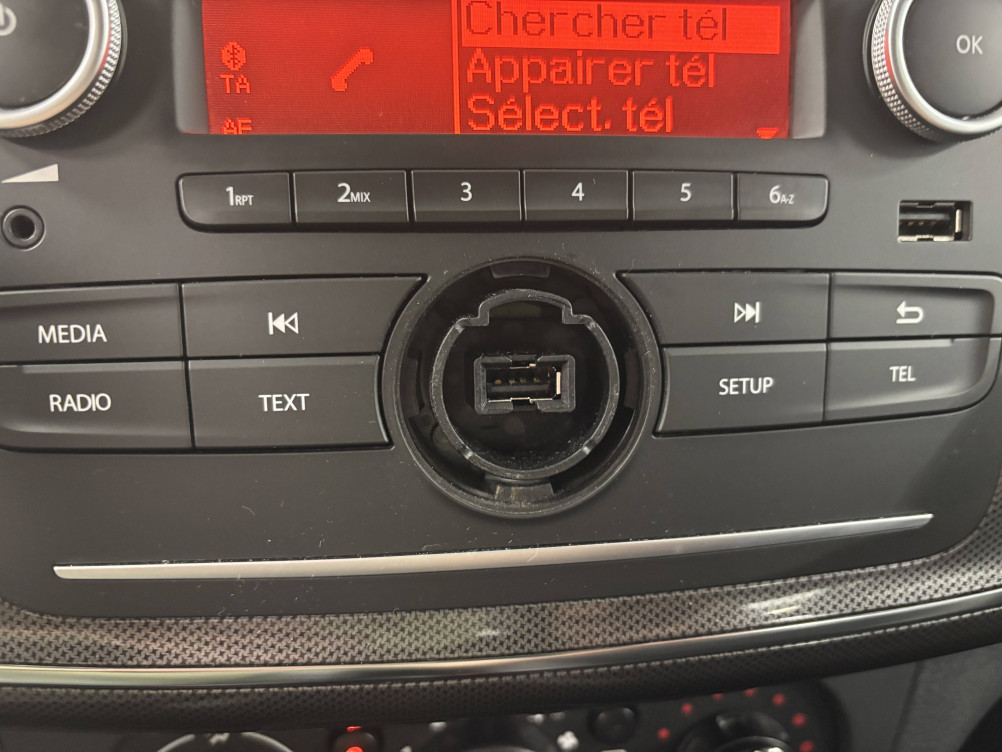 Chercher tél
TA
Appairer tél
AF
Sélect. tél
OK
1RPT
2MIX
3
4
5
6A-Z
MEDIA
RADIO
TEXT
SETUP
TEL